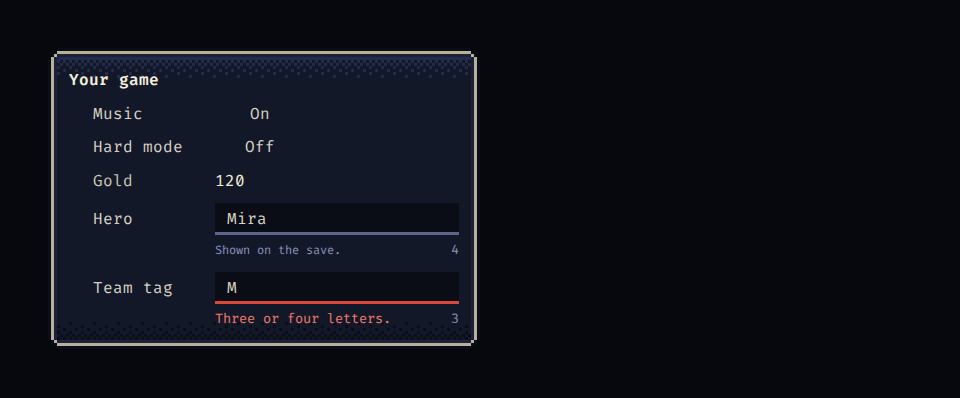 Your game
Music On
Hard mode Off
Gold 120
Hero Mira
Shown on the save. 4
Team tag M
Three or four letters. 3